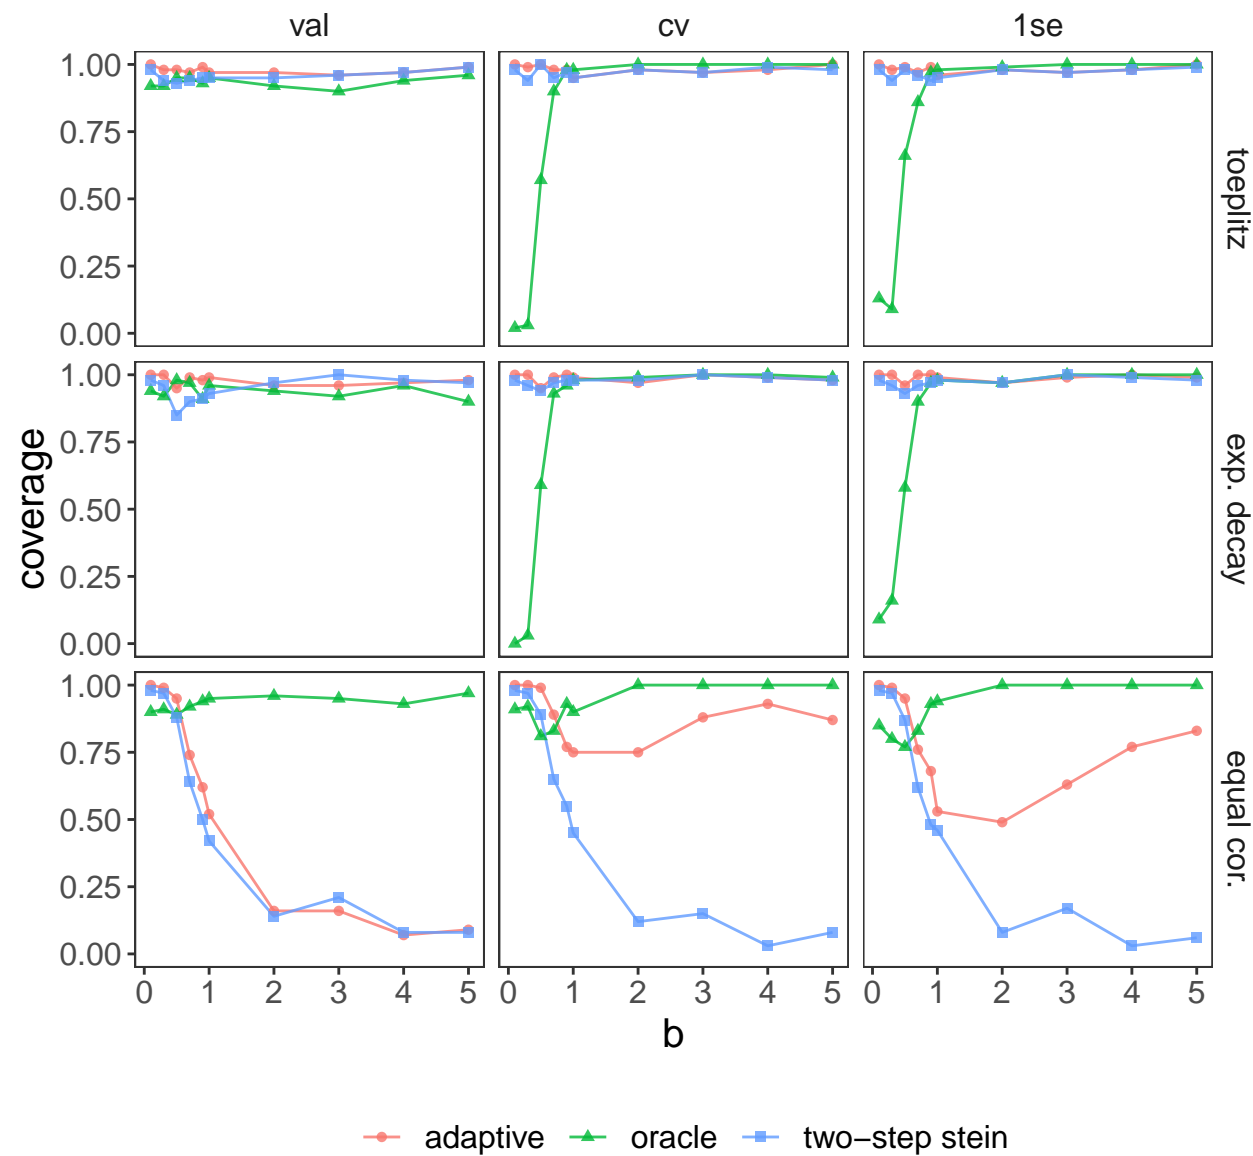 val cv 1se
1.00
0.75
0.50
0.25
0.00
toeplitz
1.00
0.75
0.50
0.25
0.00
exp. decay
coverage
1.00
0.75
0.50
0.25
0.00
equal cor.
0 1 2 3 4 5 0 1 2 3 4 5 0 1 2 3 4 5
b
adaptive oracle two−step stein